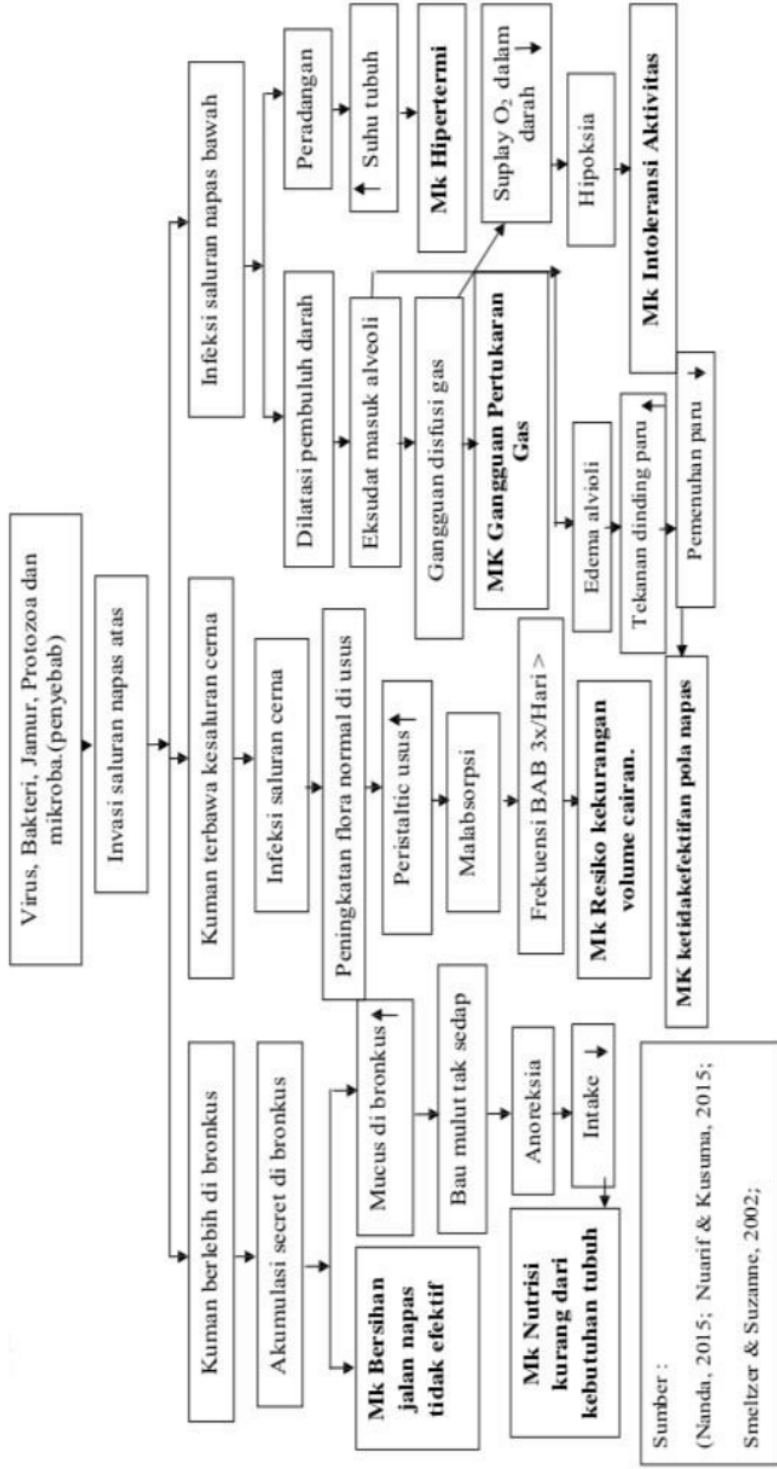 Virus, Bakteri, Jamur, Protozoa dan
mikroba.(penyebab)
Invasi saluran napas atas
Kuman berlebih di bronkus
Akumulasi secret di bronkus
Mk Bersihan
jalan napas
tidak efektif
Mucus di bronkus ↑
Bau mulut tak sedap
Anoreksia
Intake ↓
Mk Nutrisi
kurang dari
kebutuhan tubuh
Kuman terbawa kesaluran cerna
Infeksi saluran cerna
Peningkatan flora normal di usus
Peristaltic usus ↑
Malabsorpsi
Frekuensi BAB 3x/Hari >
Mk Resiko kekurangan
volume cairan.
Infeksi saluran napas bawah
Dilatasi pembuluh darah
Eksudat masuk alveoli
Gangguan disfusi gas
MK Gangguan Pertukaran
Gas
Edema alvioli
Tekanan dinding paru ↑
Pemenuhan paru ↓
MK ketidakefektifan pola napas
Peradangan
↑ Suhu tubuh
Mk Hipertermi
Suplay O₂ dalam
darah ↓
Hipoksia
Mk Intoleransi Aktivitas
Sumber :
(Nanda, 2015; Nuarif & Kusuma, 2015;
Smeltzer & Suzanne, 2002;